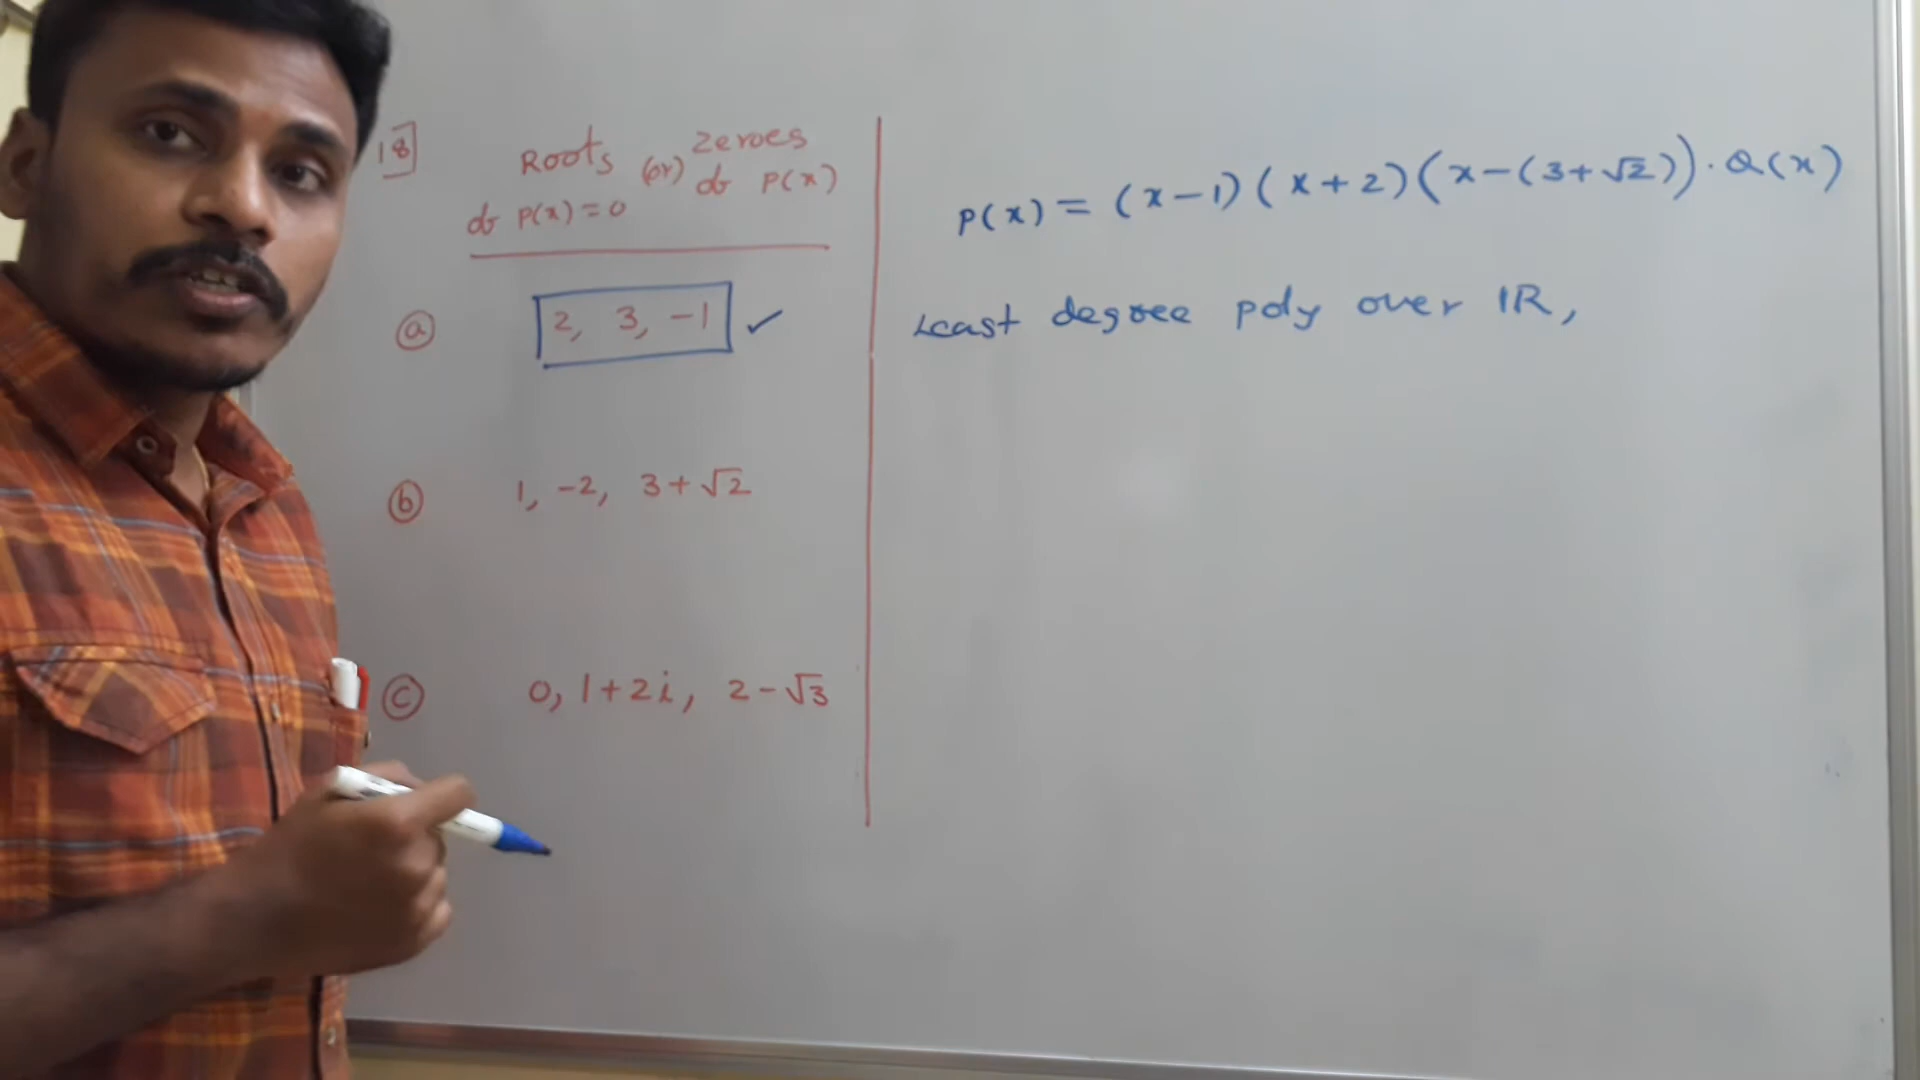 18
Roots (or) Zeroes
of P(x)=0 of P(x)
(a) 2, 3, -1 ✓
(b) 1, -2, 3+√2
(c) 0, 1+2i, 2-√3
P(x) = (x-1)(x+2)(x-(3+√2)).Q(x)
Least degree poly over IR,